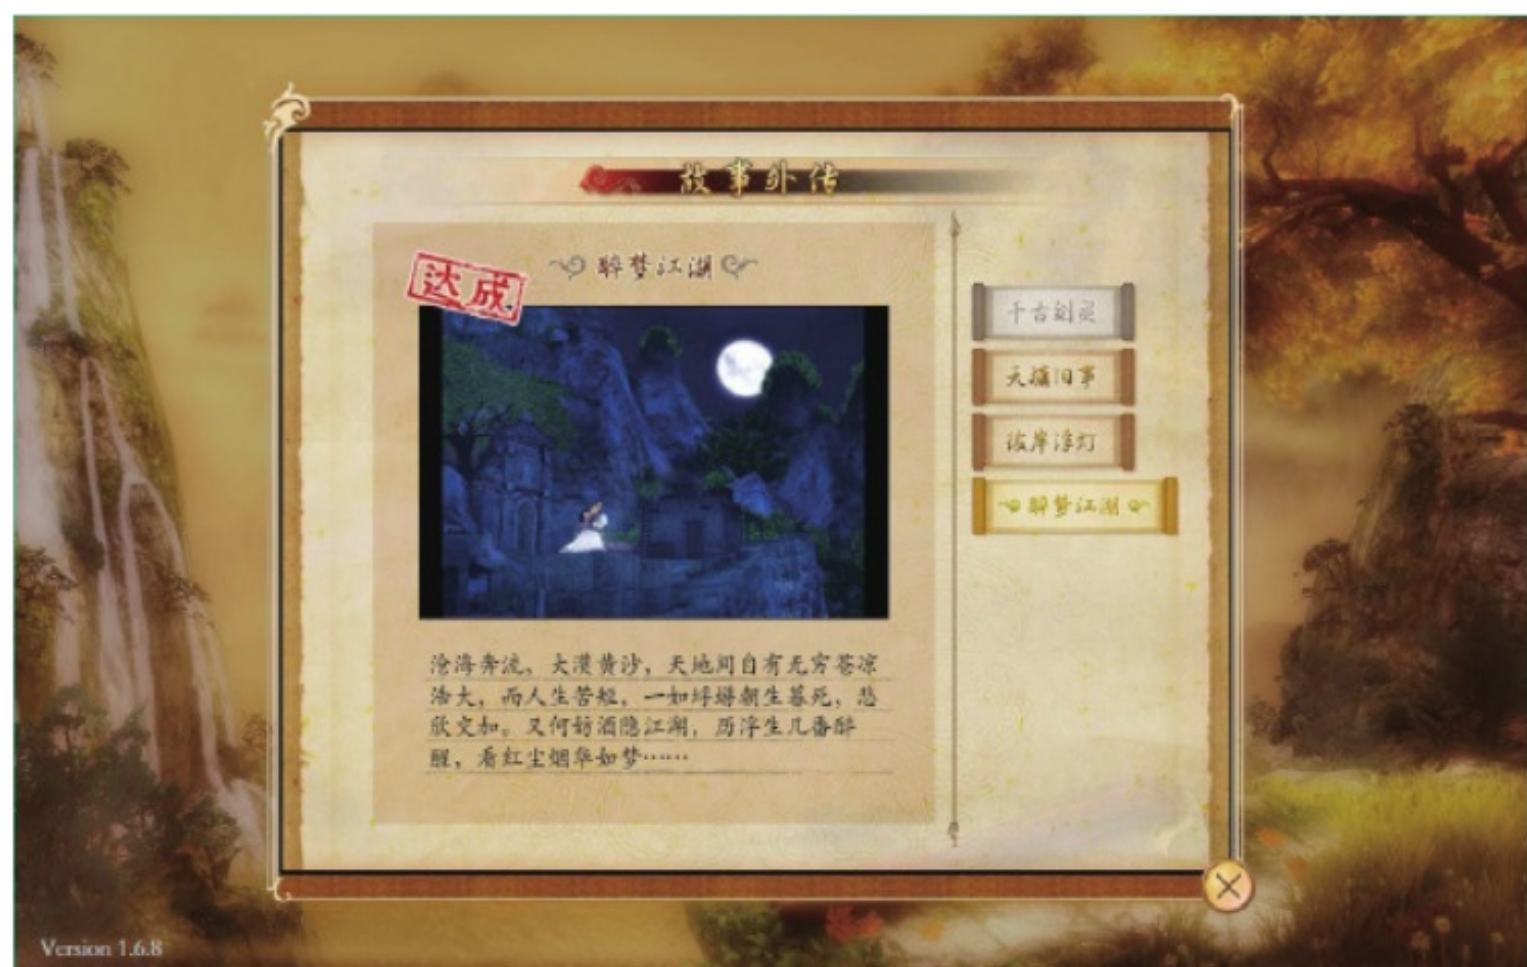 故事外传
达成
醉梦江湖
千古剑灵
天墉旧事
彼岸浮灯
醉梦江湖
沧海奔流，大漠黄沙，天地间自有无穷苍凉
浩大，而人生苦短，一如蜉蝣朝生暮死，悲
欣交加。又何妨酒隐江湖，历浮生几番醉
醒，看红尘烟华如梦……
Version 1.6.8